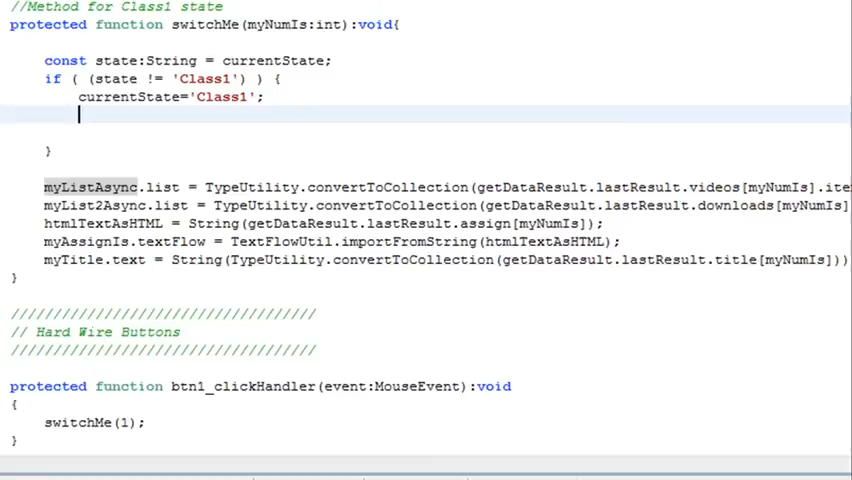 //Method for Class1 state
protected function switchMe(myNumIs:int):void{
const state:String = currentState;
if ( (state != 'Class1') ) {
currentState='Class1';
}
myListAsync.list = TypeUtility.convertToCollection(getDataResult.lastResult.videos[myNumIs].ite
myList2Async.list = TypeUtility.convertToCollection(getDataResult.lastResult.downloads[myNumIs]
htmlTextAsHTML = String(getDataResult.lastResult.assign[myNumIs]);
myAssignIs.textFlow = TextFlowUtil.importFromString(htmlTextAsHTML);
myTitle.text = String(TypeUtility.convertToCollection(getDataResult.lastResult.title[myNumIs]))
}
////////////////////////////////////
// Hard Wire Buttons
////////////////////////////////////
protected function btn1_clickHandler(event:MouseEvent):void
{
switchMe(1);
}